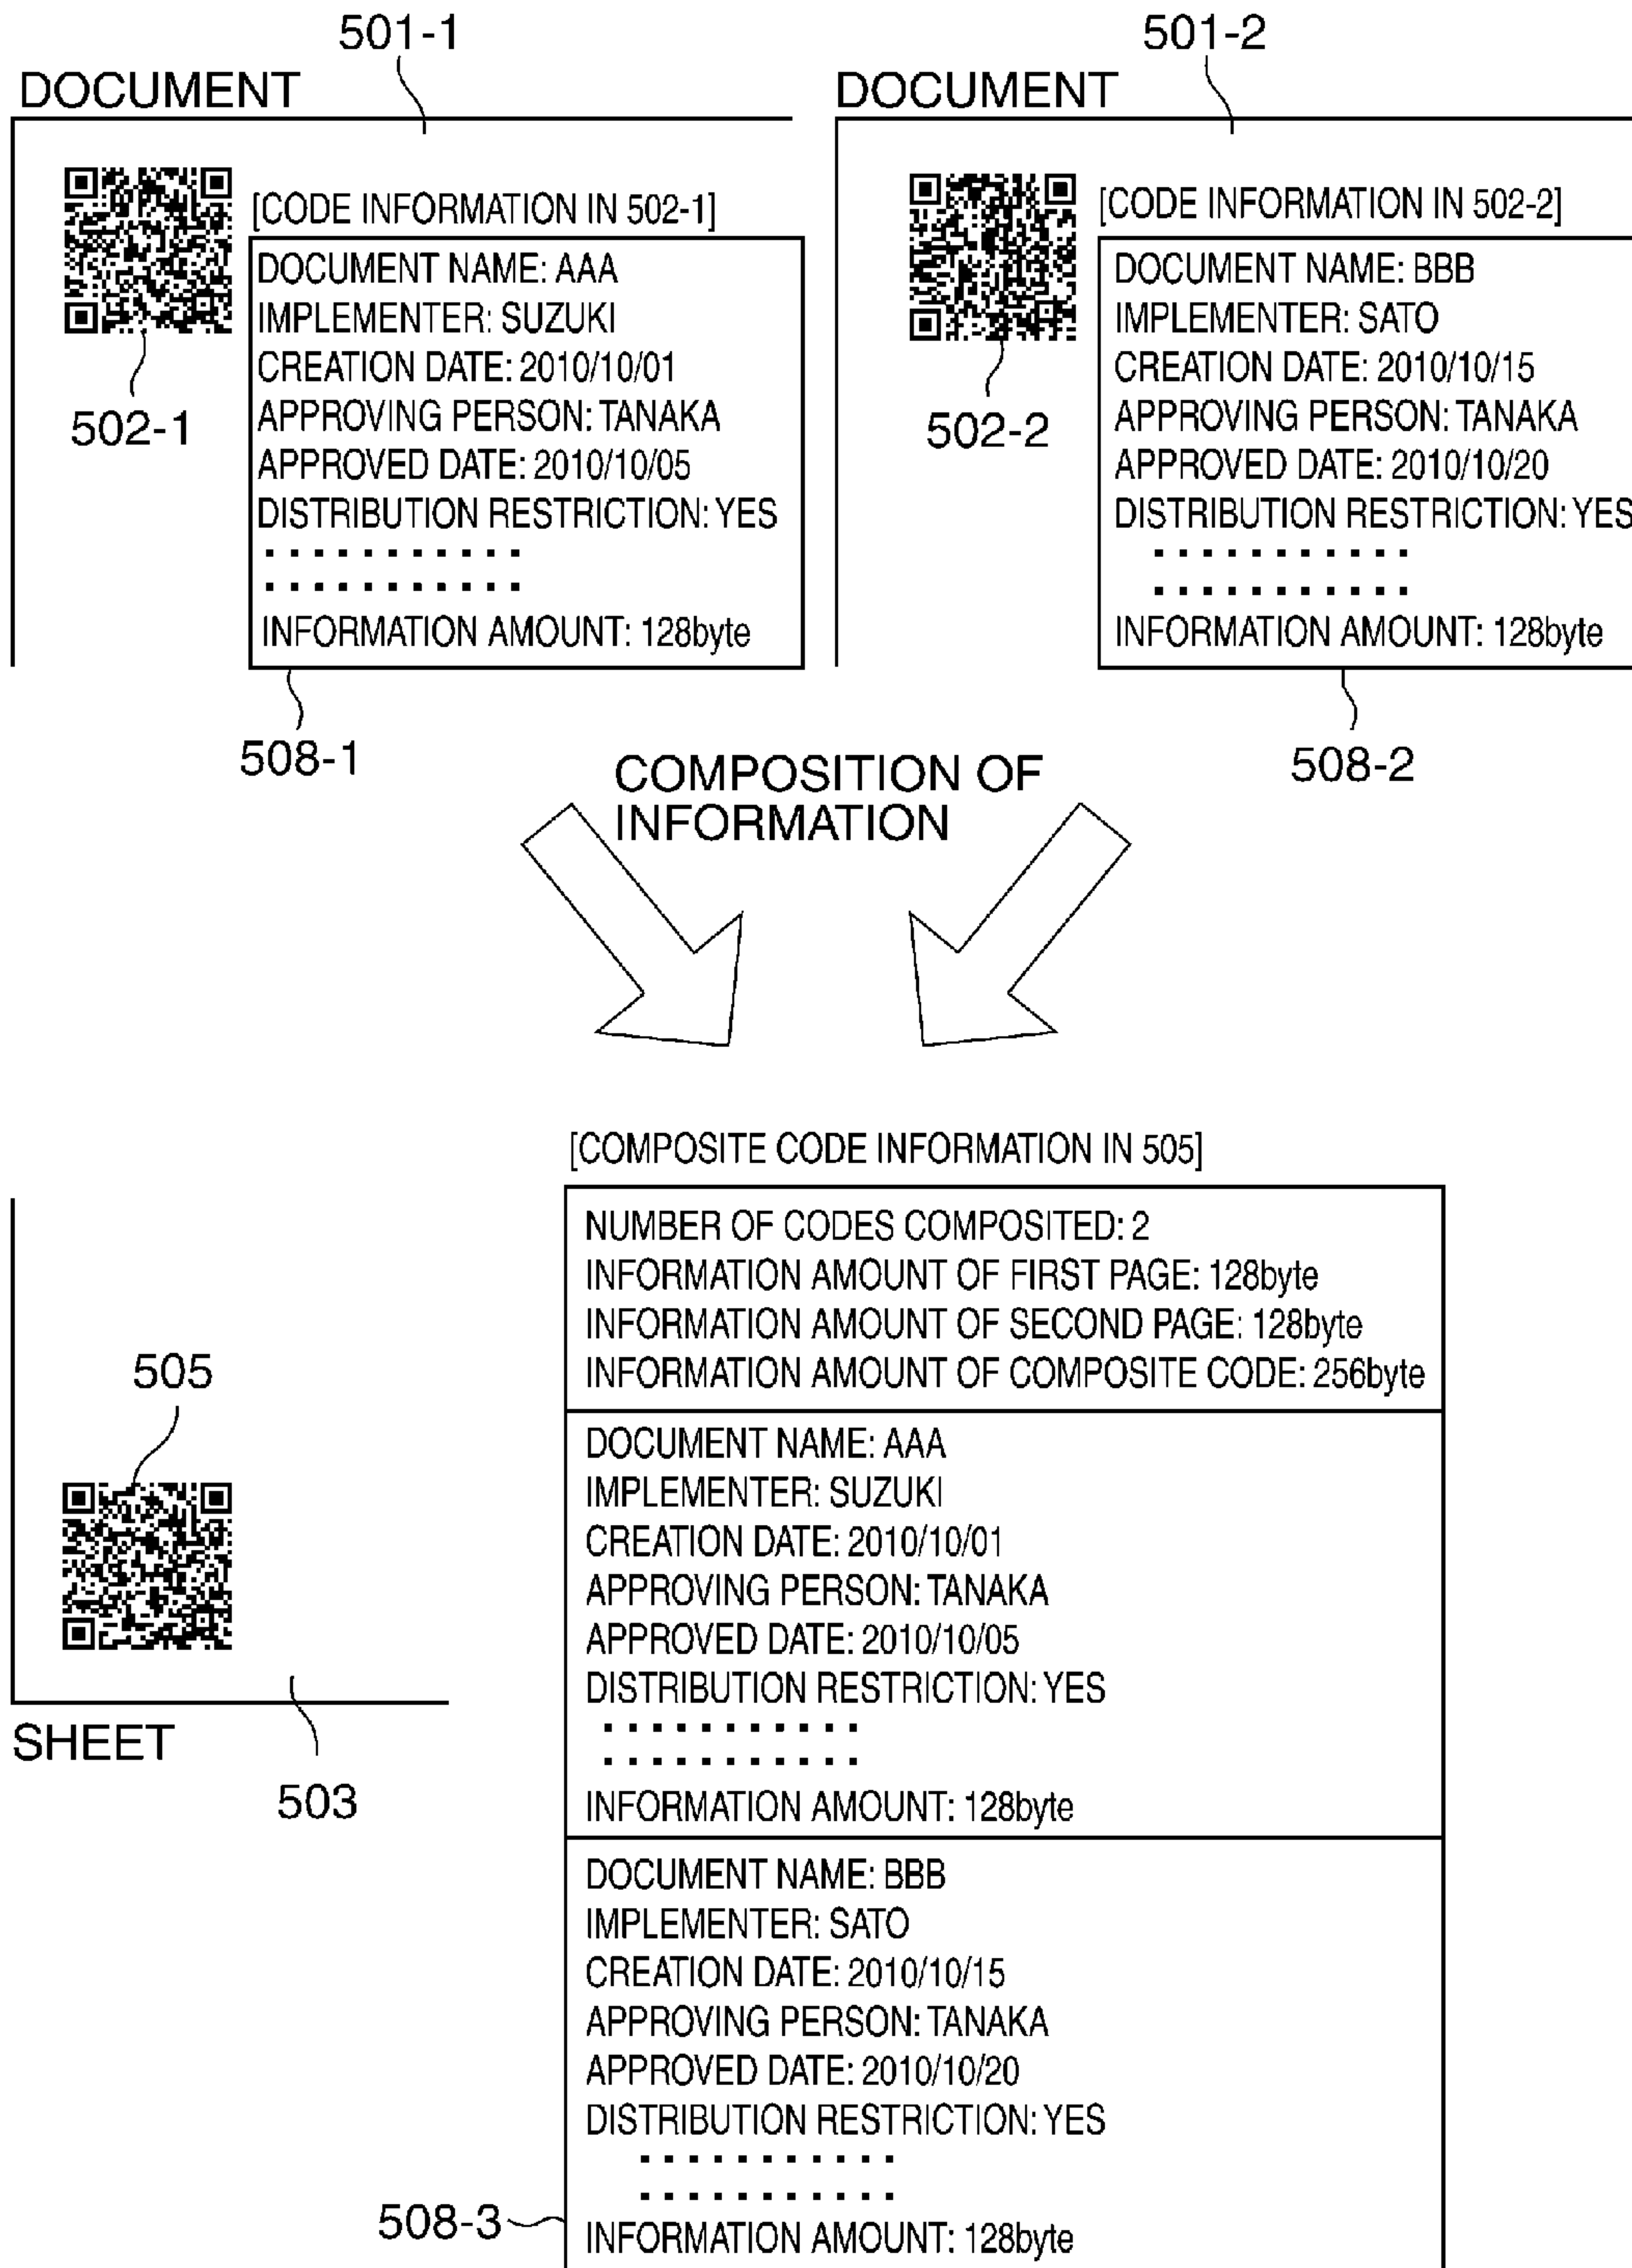 501-1
DOCUMENT
502-1
[CODE INFORMATION IN 502-1]
DOCUMENT NAME: AAA
IMPLEMENTER: SUZUKI
CREATION DATE: 2010/10/01
APPROVING PERSON: TANAKA
APPROVED DATE: 2010/10/05
DISTRIBUTION RESTRICTION: YES
INFORMATION AMOUNT: 128byte
508-1
501-2
DOCUMENT
502-2
[CODE INFORMATION IN 502-2]
DOCUMENT NAME: BBB
IMPLEMENTER: SATO
CREATION DATE: 2010/10/15
APPROVING PERSON: TANAKA
APPROVED DATE: 2010/10/20
DISTRIBUTION RESTRICTION: YES
INFORMATION AMOUNT: 128byte
508-2
COMPOSITION OF
INFORMATION
505
SHEET
503
[COMPOSITE CODE INFORMATION IN 505]
NUMBER OF CODES COMPOSITED: 2
INFORMATION AMOUNT OF FIRST PAGE: 128byte
INFORMATION AMOUNT OF SECOND PAGE: 128byte
INFORMATION AMOUNT OF COMPOSITE CODE: 256byte
DOCUMENT NAME: AAA
IMPLEMENTER: SUZUKI
CREATION DATE: 2010/10/01
APPROVING PERSON: TANAKA
APPROVED DATE: 2010/10/05
DISTRIBUTION RESTRICTION: YES
INFORMATION AMOUNT: 128byte
DOCUMENT NAME: BBB
IMPLEMENTER: SATO
CREATION DATE: 2010/10/15
APPROVING PERSON: TANAKA
APPROVED DATE: 2010/10/20
DISTRIBUTION RESTRICTION: YES
508-3
INFORMATION AMOUNT: 128byte